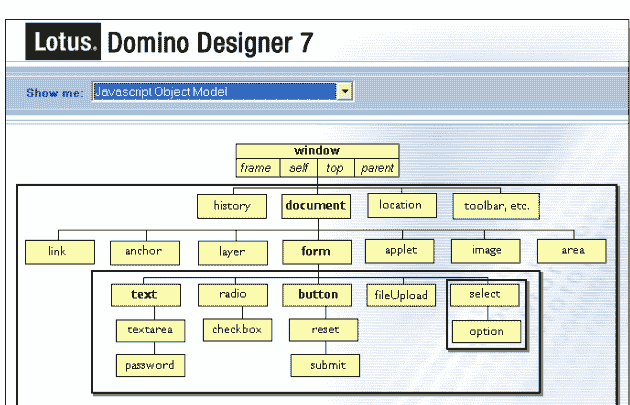 Lotus. Domino Designer 7
Show me: Javascript Object Model
window
frame self top parent
history document location toolbar, etc.
link anchor layer form applet image area
text radio button fileUpload select
textarea checkbox reset option
password submit